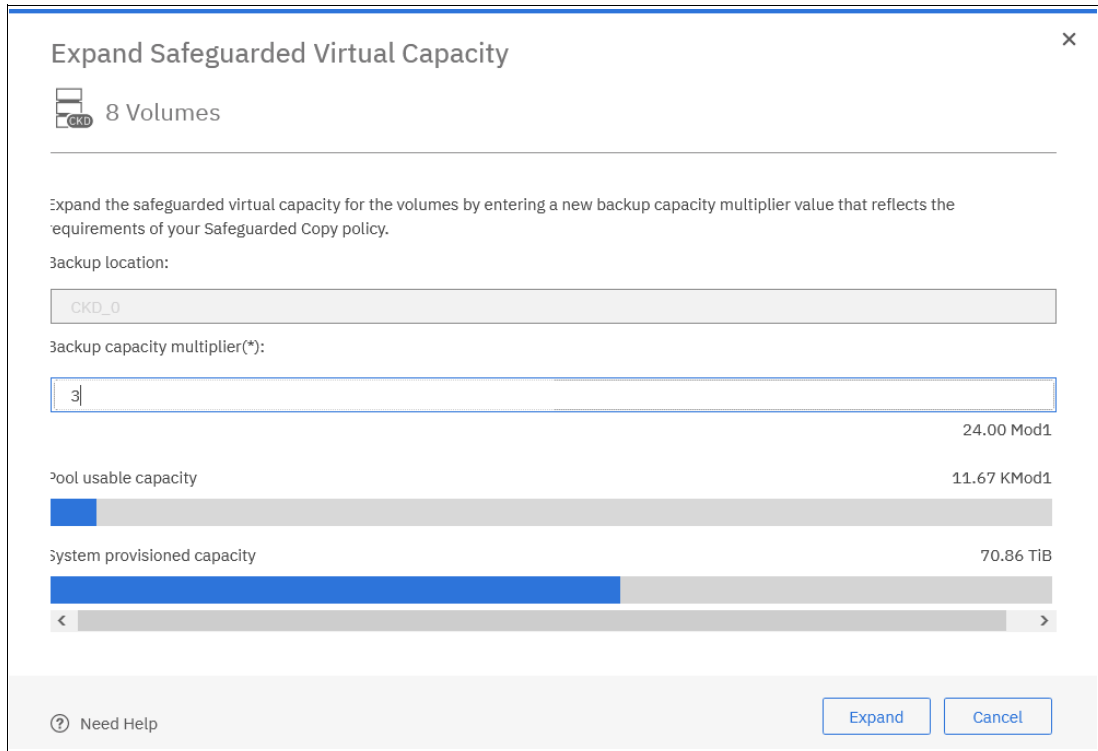 Expand Safeguarded Virtual Capacity
CKD
8 Volumes
Expand the safeguarded virtual capacity for the volumes by entering a new backup capacity multiplier value that reflects the
requirements of your Safeguarded Copy policy.
Backup location:
CKD_0
Backup capacity multiplier(*):
3
24.00 Mod1
Pool usable capacity 11.67 KMod1
System provisioned capacity 70.86 TiB
? Need Help
Expand Cancel